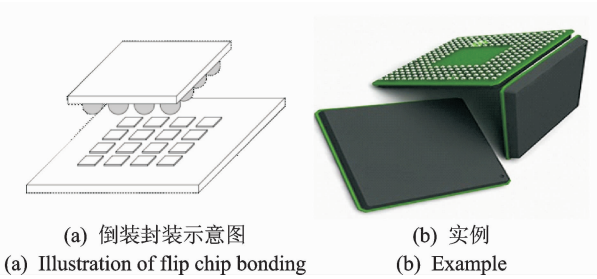 (a) 倒装封装示意图
(b) 实例
(a) Illustration of flip chip bonding
(b) Example